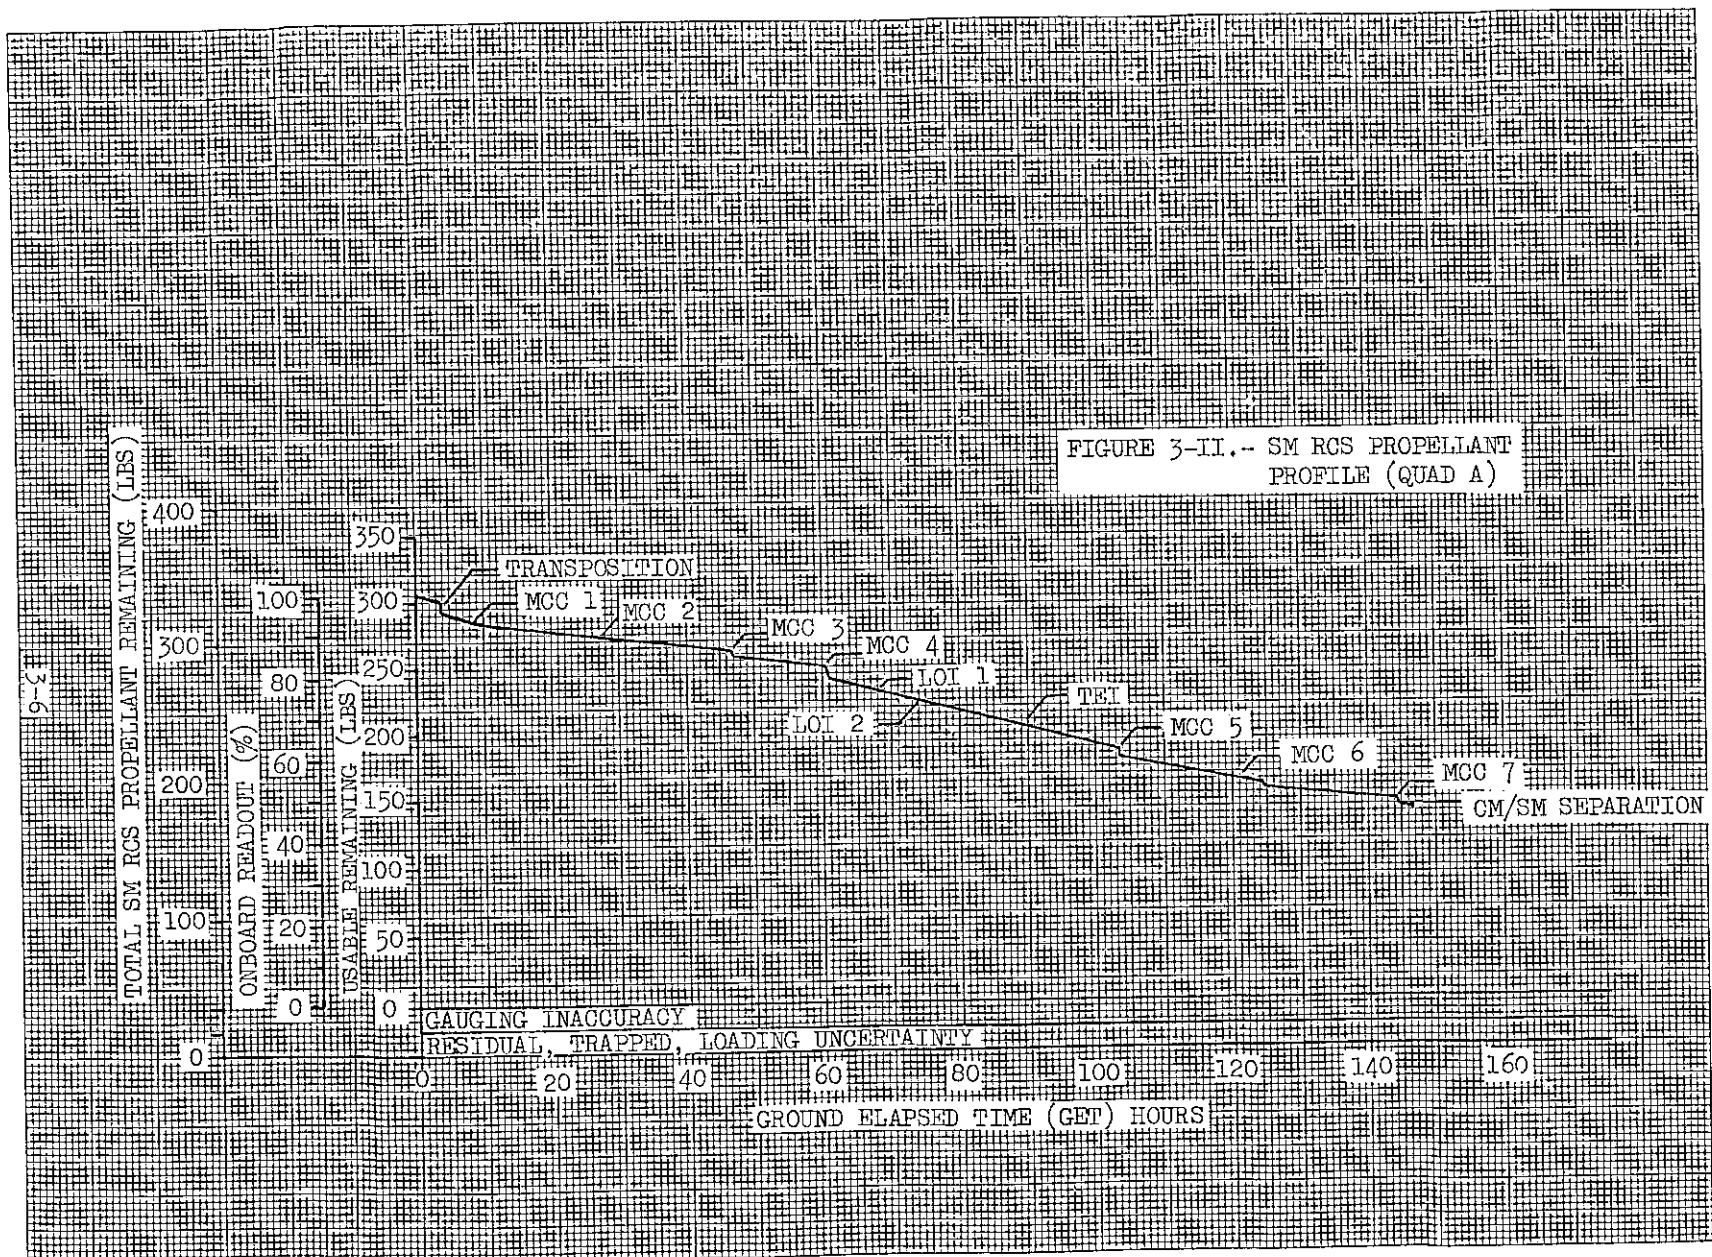 FIGURE 3-II.- SM RCS PROPELLANT
PROFILE (QUAD A)
3-6
TOTAL SM RCS PROPELLANT REMAINING (LBS)
400
300
200
100
0
ONBOARD READOUT (%)
100
80
60
40
20
0
USABLE REMAINING (LBS)
350
300
250
200
150
100
50
0
TRANSPOSITION
MCC 1
MCC 2
MCC 3
MCC 4
LOI 1
LOI 2
TEI
MCC 5
MCC 6
MCC 7
CM/SM SEPARATION
GAUGING INACCURACY
RESIDUAL, TRAPPED, LOADING UNCERTAINTY
0 20 40 60 80 100 120 140 160
GROUND ELAPSED TIME (GET) HOURS